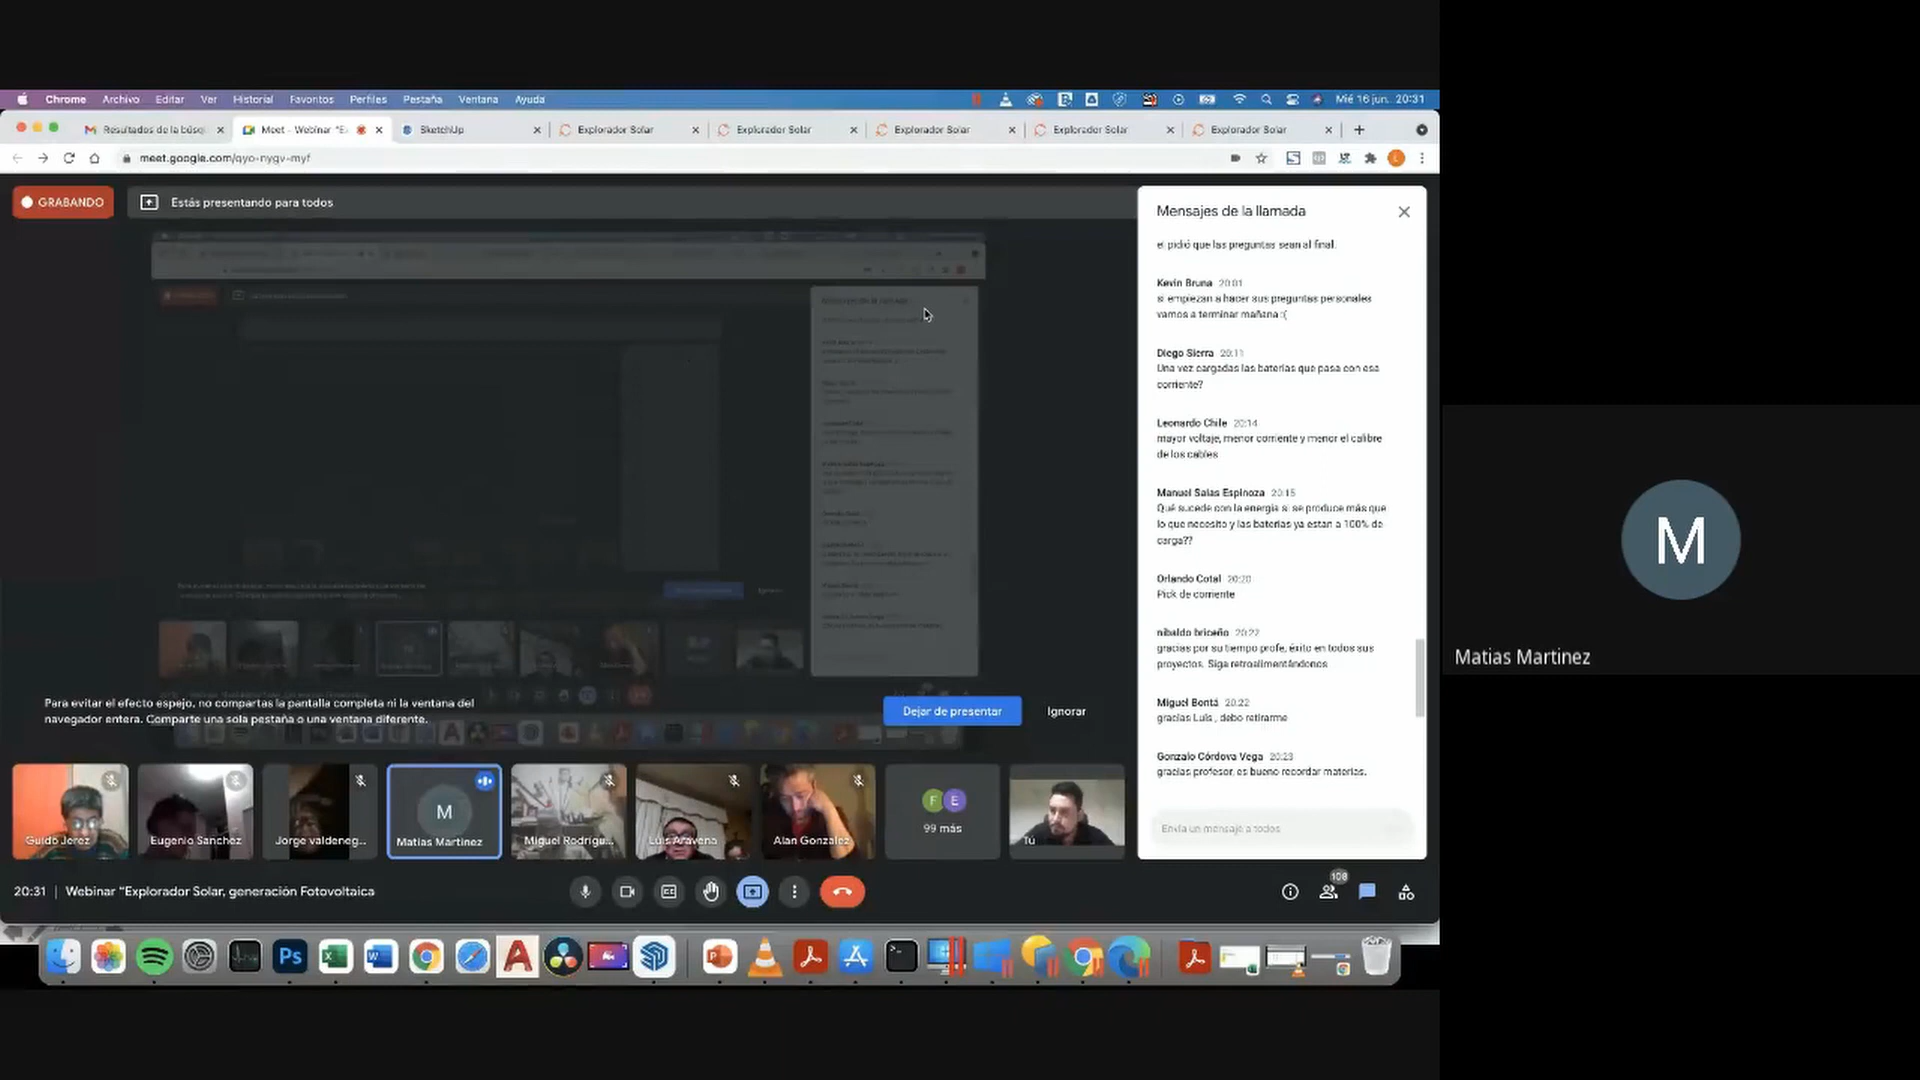 Chrome Archivo Editar Ver Historial Favoritos Perfiles Pestaña Ventana Ayuda
Mié 16 jun. 20:31
Resultados de la búsq
Meet - Webinar "Ex
SketchUp
Explorador Solar
Explorador Solar
Explorador Solar
Explorador Solar
Explorador Solar
meet.google.com/qyo-nygv-myf
GRABANDO
Estás presentando para todos
Mensajes de la llamada
el pidió que las preguntas sean al final.
Kevin Bruna 20:01
si empiezan a hacer sus preguntas personales
vamos a terminar mañana :(
Diego Sierra 20:11
Una vez cargadas las baterías que pasa con esa
corriente?
Leonardo Chile 20:14
mayor voltaje, menor corriente y menor el calibre
de los cables
Manuel Salas Espinoza 20:15
Qué sucede con la energia si se produce más que
lo que necesito y las baterias ya estan a 100% de
carga??
Orlando Cotal 20:20
Pick de corriente
nibaldo briceño 20:22
gracias por su tiempo profe, éxito en todos sus
proyectos. Siga retroalimentándonos
Miguel Bontá 20:22
gracias Luis , debo retirarme
Gonzalo Córdova Vega 20:23
gracias profesor, es bueno recordar materias.
Envía un mensaje a todos
Para evitar el efecto espejo, no compartas la pantalla completa ni la ventana del
navegador entera. Comparte una sola pestaña o una ventana diferente.
Dejar de presentar
Ignorar
Guido Jerez
Eugenio Sanchez
Jorge valdeneg...
M
Matias Martinez
Miguel Rodrigu...
Luis Aravena
Alan Gonzalez
F E
99 más
Tú
20:31 | Webinar "Explorador Solar, generación Fotovoltaica
108
Ps
M
Matias Martinez